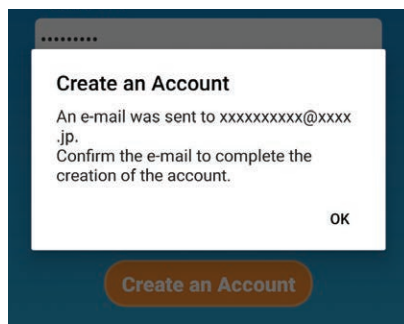 •••••••••
Create an Account
An e-mail was sent to xxxxxxxxxx@xxxx
.jp.
Confirm the e-mail to complete the
creation of the account.
OK
Create an Account